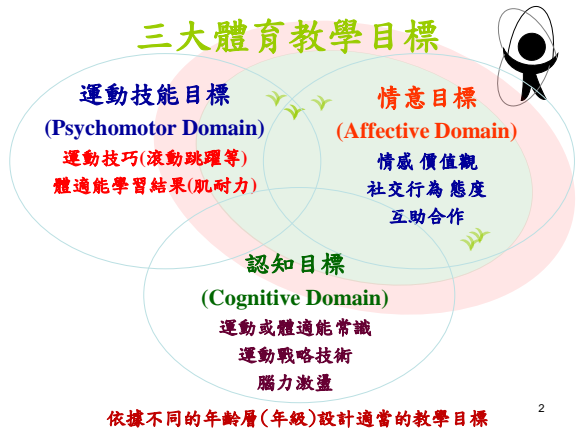 三大體育教學目標
運動技能目標
(Psychomotor Domain)
運動技巧(滾動跳躍等)
體適能學習結果(肌耐力)
情意目標
(Affective Domain)
情感 價值觀
社交行為 態度
互助合作
認知目標
(Cognitive Domain)
運動或體適能常識
運動戰略技術
腦力激盪
依據不同的年齡層(年級)設計適當的教學目標
2